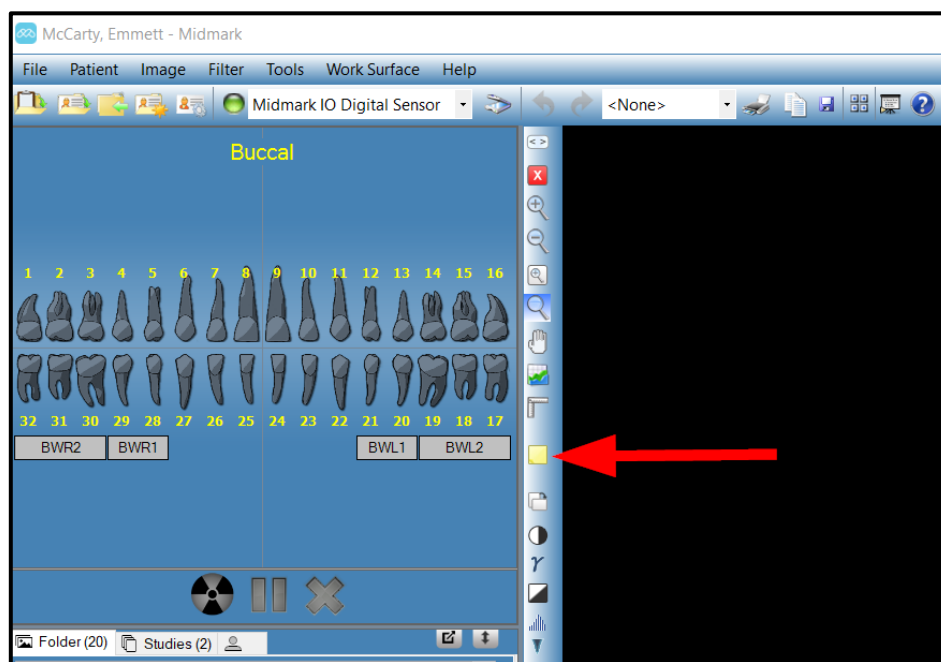 McCarty, Emmett - Midmark
File Patient Image Filter Tools Work Surface Help
Midmark IO Digital Sensor <None> ?
Buccal
< >
X
1 2 3 4 5 6 7 8 9 10 11 12 13 14 15 16
32 31 30 29 28 27 26 25 24 23 22 21 20 19 18 17
BWR2 BWR1 BWL1 BWL2
γ
Folder (20) Studies (2)